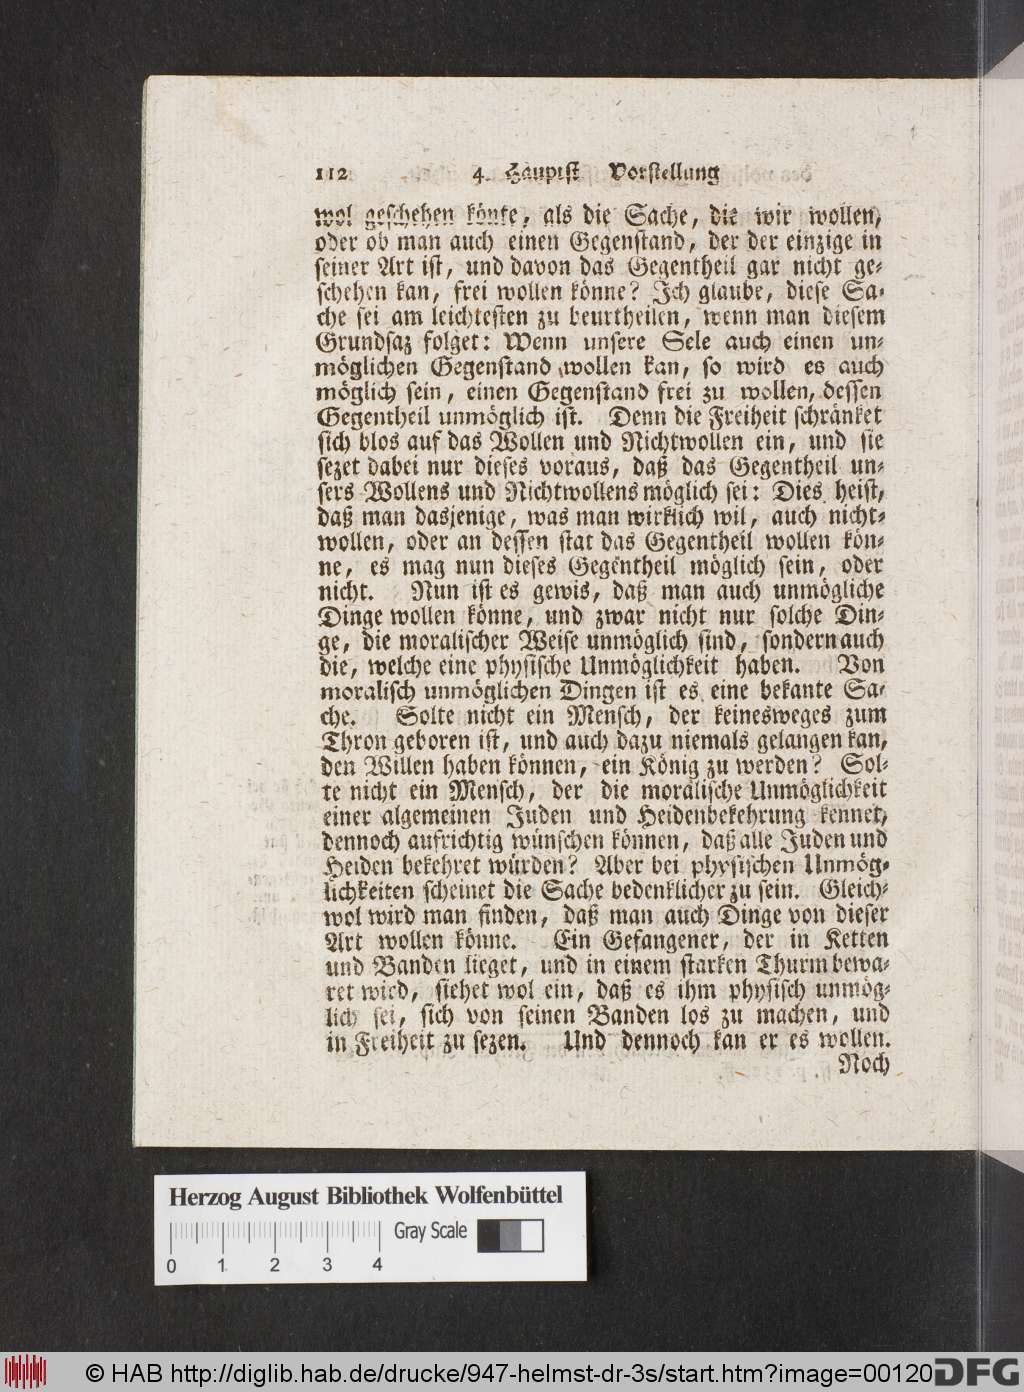 112 4. Hauptst Vorstellung
wol geschehen könte, als die Sache, die wir wollen,
oder ob man auch einen Gegenstand, der der einzige in
seiner Art ist, und davon das Gegentheil gar nicht ge-
schehen kan, frei wollen könne? Ich glaube, diese Sa-
che sei am leichtesten zu beurtheilen, wenn man diesem
Grundsaz folget: Wenn unsere Sele auch einen un-
möglichen Gegenstand wollen kan, so wird es auch
möglich sein, einen Gegenstand frei zu wollen, dessen
Gegentheil unmöglich ist. Denn die Freiheit schränket
sich blos auf das Wollen und Nichtwollen ein, und sie
sezet dabei nur dieses voraus, daß das Gegentheil un-
sers Wollens und Nichtwollens möglich sei: Dies heist,
daß man dasjenige, was man wirklich wil, auch nicht-
wollen, oder an dessen stat das Gegentheil wollen kön-
ne, es mag nun dieses Gegentheil möglich sein, oder
nicht. Nun ist es gewis, daß man auch unmögliche
Dinge wollen könne, und zwar nicht nur solche Din-
ge, die moralischer Weise unmöglich sind, sondern auch
die, welche eine physische Unmöglichkeit haben. Von
moralisch unmöglichen Dingen ist es eine bekante Sa-
che. Solte nicht ein Mensch, der keinesweges zum
Thron geboren ist, und auch dazu niemals gelangen kan,
den Willen haben können, ein König zu werden? Sol-
te nicht ein Mensch, der die moralische Unmöglichkeit
einer algemeinen Juden und Heidenbekehrung kennet,
dennoch aufrichtig wünschen können, daß alle Juden und
Heiden bekehret würden? Aber bei physischen Unmög-
lichkeiten scheinet die Sache bedenklicher zu sein. Gleich-
wol wird man finden, daß man auch Dinge von dieser
Art wollen könne. Ein Gefangener, der in Ketten
und Banden lieget, und in einem starken Thurm bewa-
ret wird, siehet wol ein, daß es ihm physisch unmög-
lich sei, sich von seinen Banden los zu machen, und
in Freiheit zu sezen. Und dennoch kan er es wollen.
Noch
Herzog August Bibliothek Wolfenbüttel
Gray Scale
0 1 2 3 4
© HAB http://diglib.hab.de/drucke/947-helmst-dr-3s/start.htm?image=00120
DFG